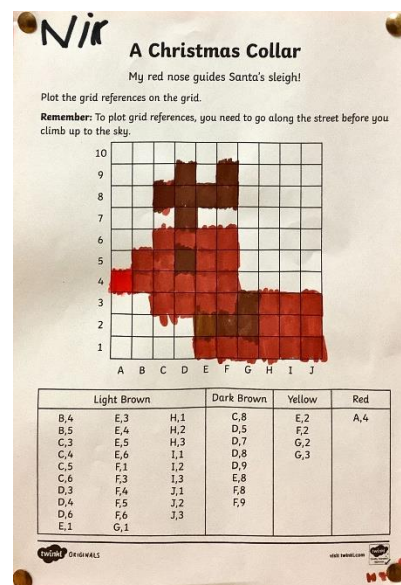 Nir
A Christmas Collar
My red nose guides Santa's sleigh!
Plot the grid references on the grid.
Remember: To plot grid references, you need to go along the street before you
climb up to the sky.
10
9
8
7
6
5
4
3
2
1
A B C D E F G H I J
Light Brown Dark Brown Yellow Red
B,4 E,3 H,1 C,8 E,2 A,4
B,5 E,4 H,2 D,5 F,2
C,3 E,5 H,3 D,7 G,2
C,4 E,6 I,1 D,8 G,3
C,5 F,1 I,2 D,9
C,6 F,3 I,3 E,8
D,3 F,4 J,1 F,8
D,4 F,5 J,2 F,9
D,6 F,6 J,3
E,1 G,1
twinkl ORIGINALS visit twinkl.com